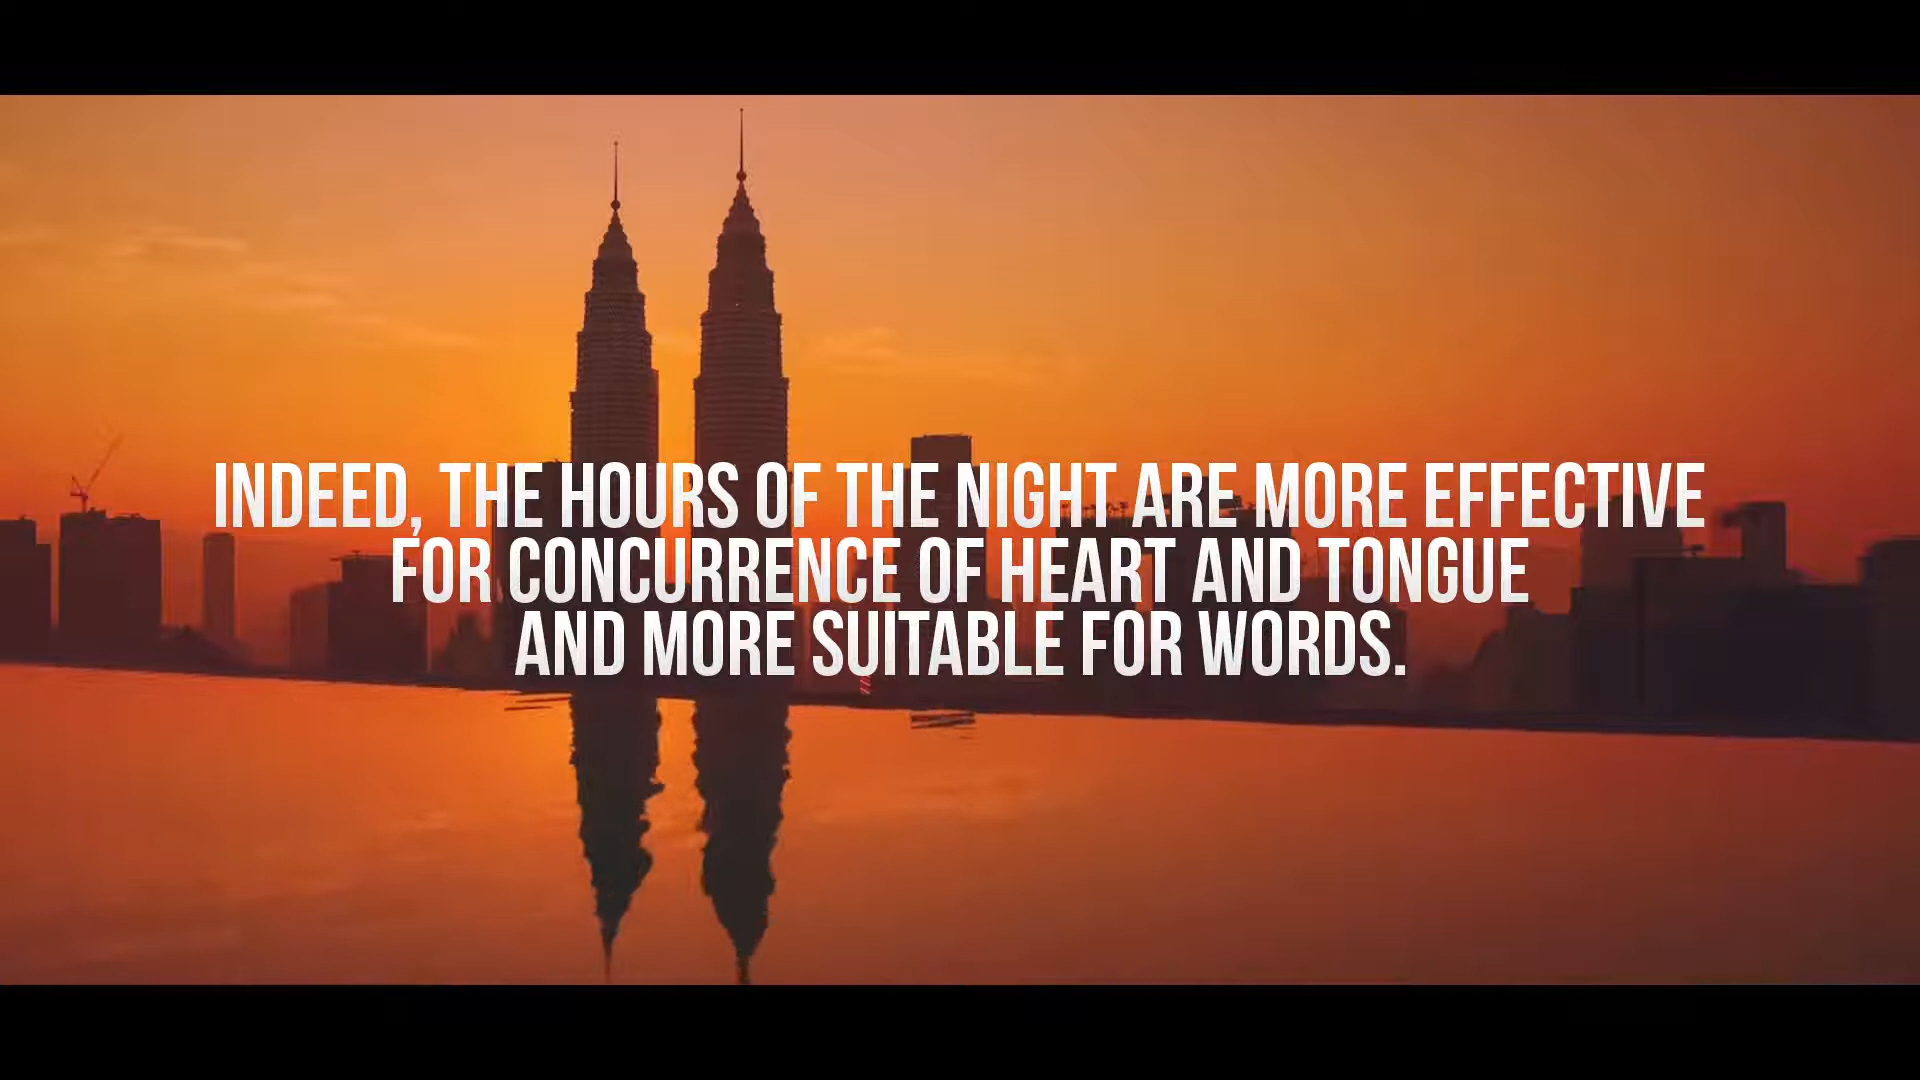 INDEED, THE HOURS OF THE NIGHT ARE MORE EFFECTIVE
FOR CONCURRENCE OF HEART AND TONGUE
AND MORE SUITABLE FOR WORDS.